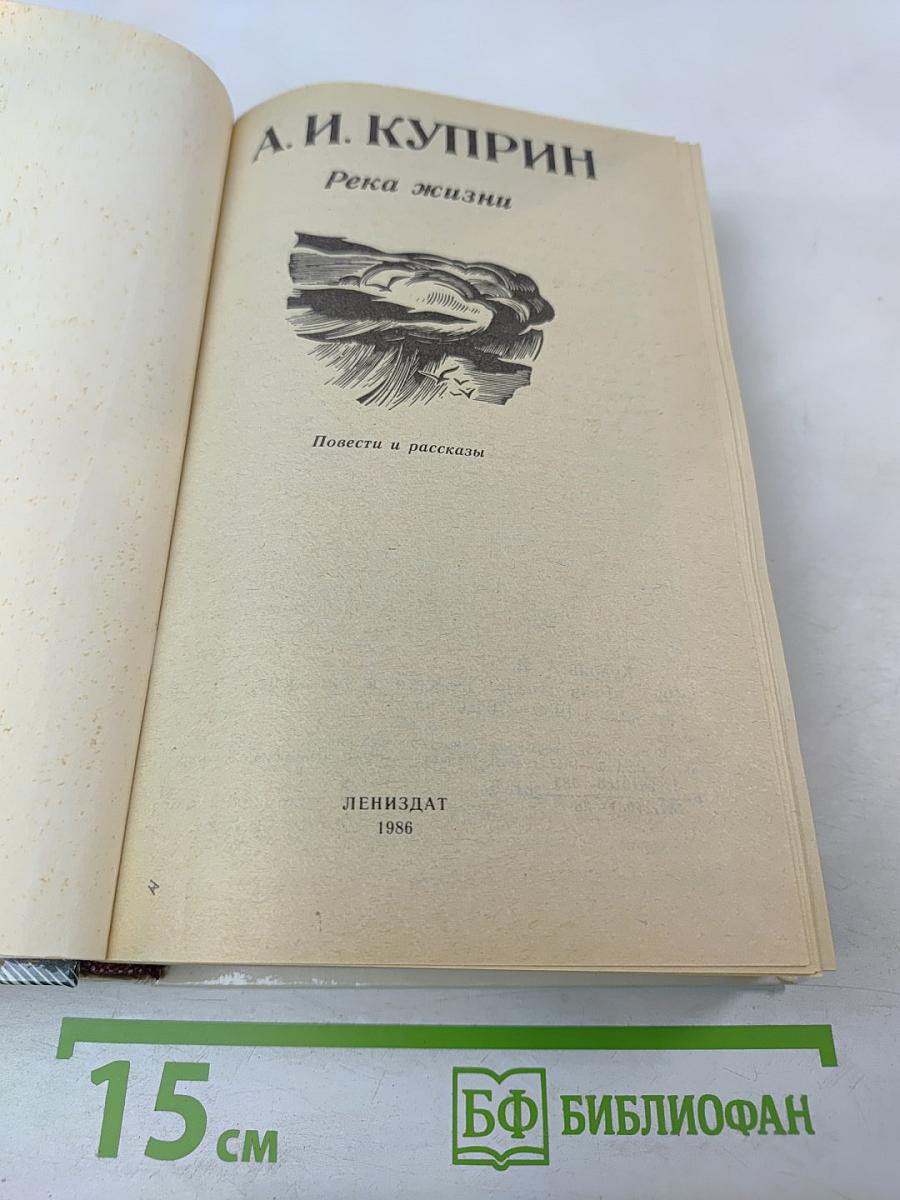 А. И. КУПРИН
Река жизни
Повести и рассказы
ЛЕНИЗДАТ
1986
15 см
БФ БИБЛИОФАН